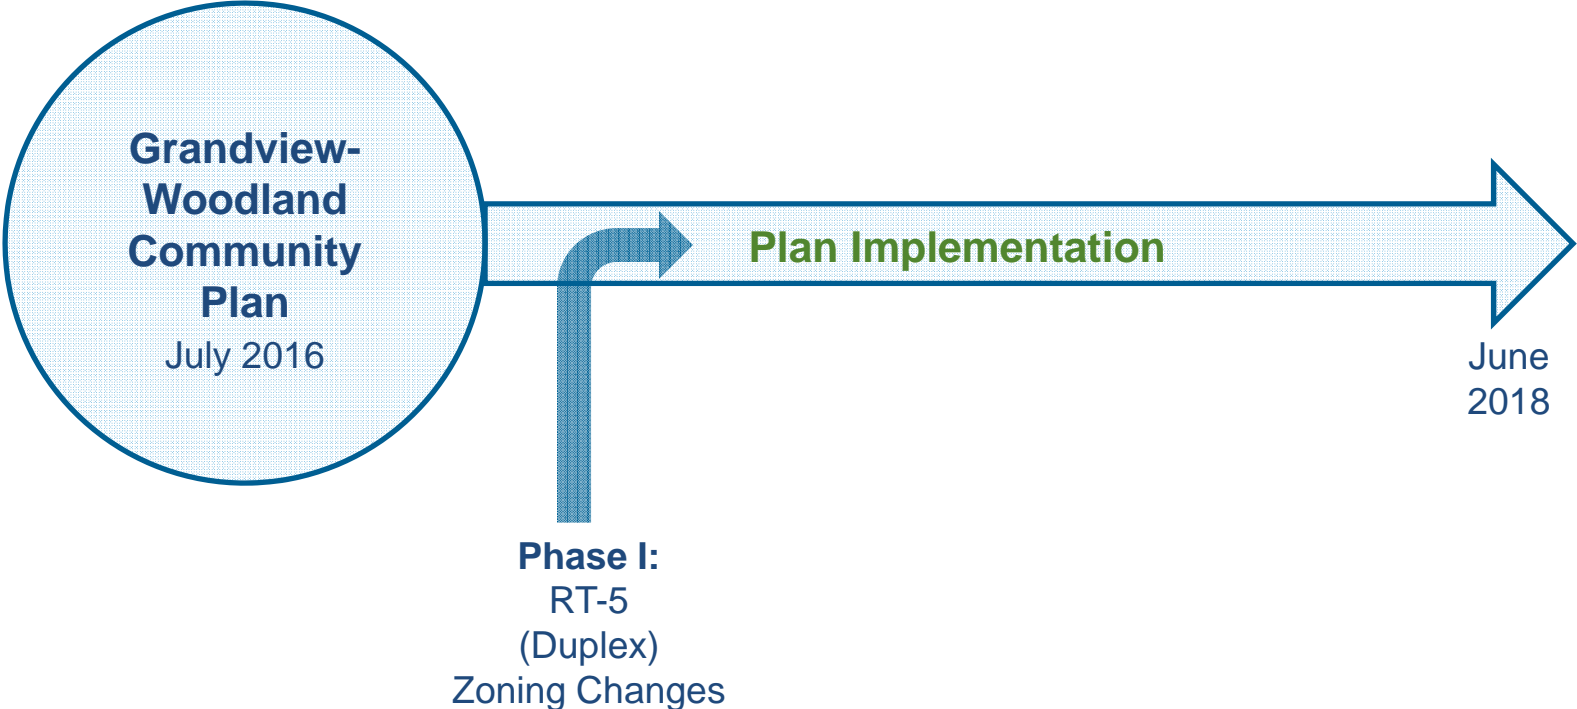 Grandview-
Woodland
Community
Plan
July 2016
Plan Implementation
June
2018
Phase I:
RT-5
(Duplex)
Zoning Changes